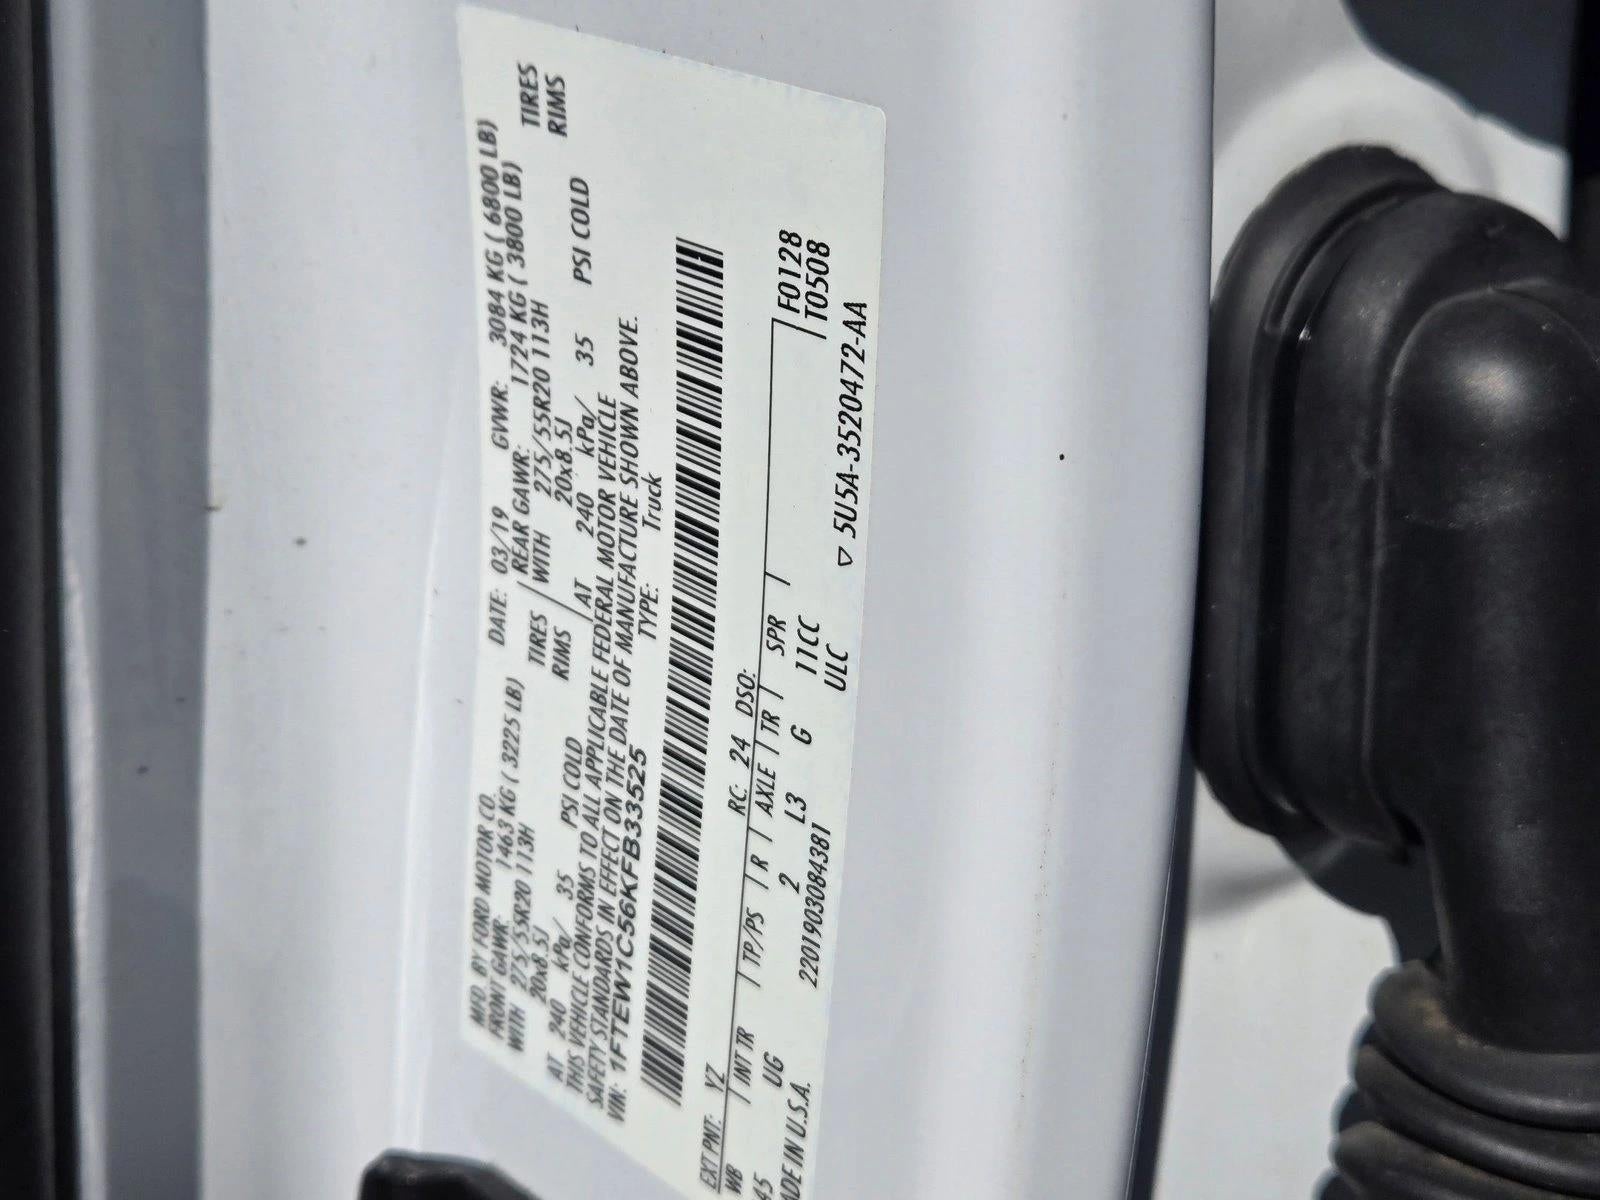 MFD. BY FORD MOTOR CO.
DATE: 03/19 GVWR: 3084 KG ( 6800 LB)
FRONT GAWR: 1463 KG ( 3225 LB)
REAR GAWR: 1724 KG ( 3800 LB)
WITH 275/55R20 113H TIRES
WITH 275/55R20 113H TIRES
20x8.5J RIMS
20x8.5J RIMS
AT 240 kPa/ 35 PSI COLD
AT 240 kPa/ 35 PSI COLD
THIS VEHICLE CONFORMS TO ALL APPLICABLE FEDERAL MOTOR VEHICLE
SAFETY STANDARDS IN EFFECT ON THE DATE OF MANUFACTURE SHOWN ABOVE.
VIN: 1FTEW1C56KFB33525 TYPE: Truck
EXT PNT: YZ RC: 24 DSO:
WB INT TR TP/PS R AXLE TR SPR F0128
45 UG 2 L3 G 11CC T0508
ADE IN U.S.A. 2201903084381 ULC ▽ 5U5A-3520472-AA